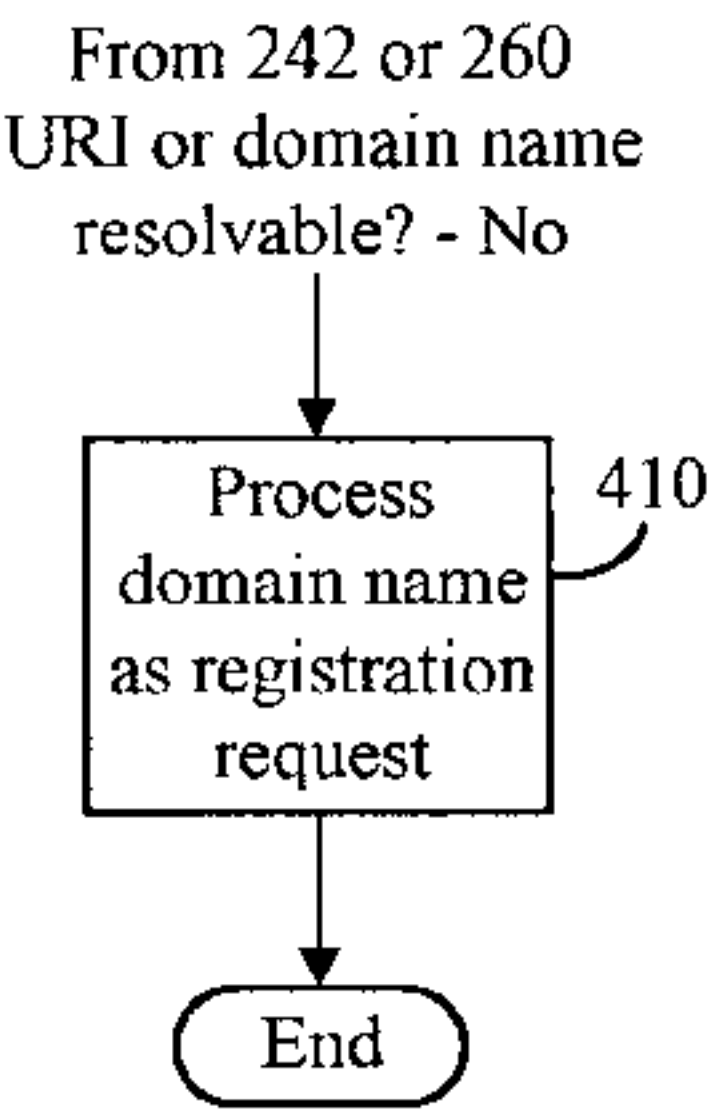 From 242 or 260
URI or domain name
resolvable? - No
Process
410
domain name
as registration
request
End